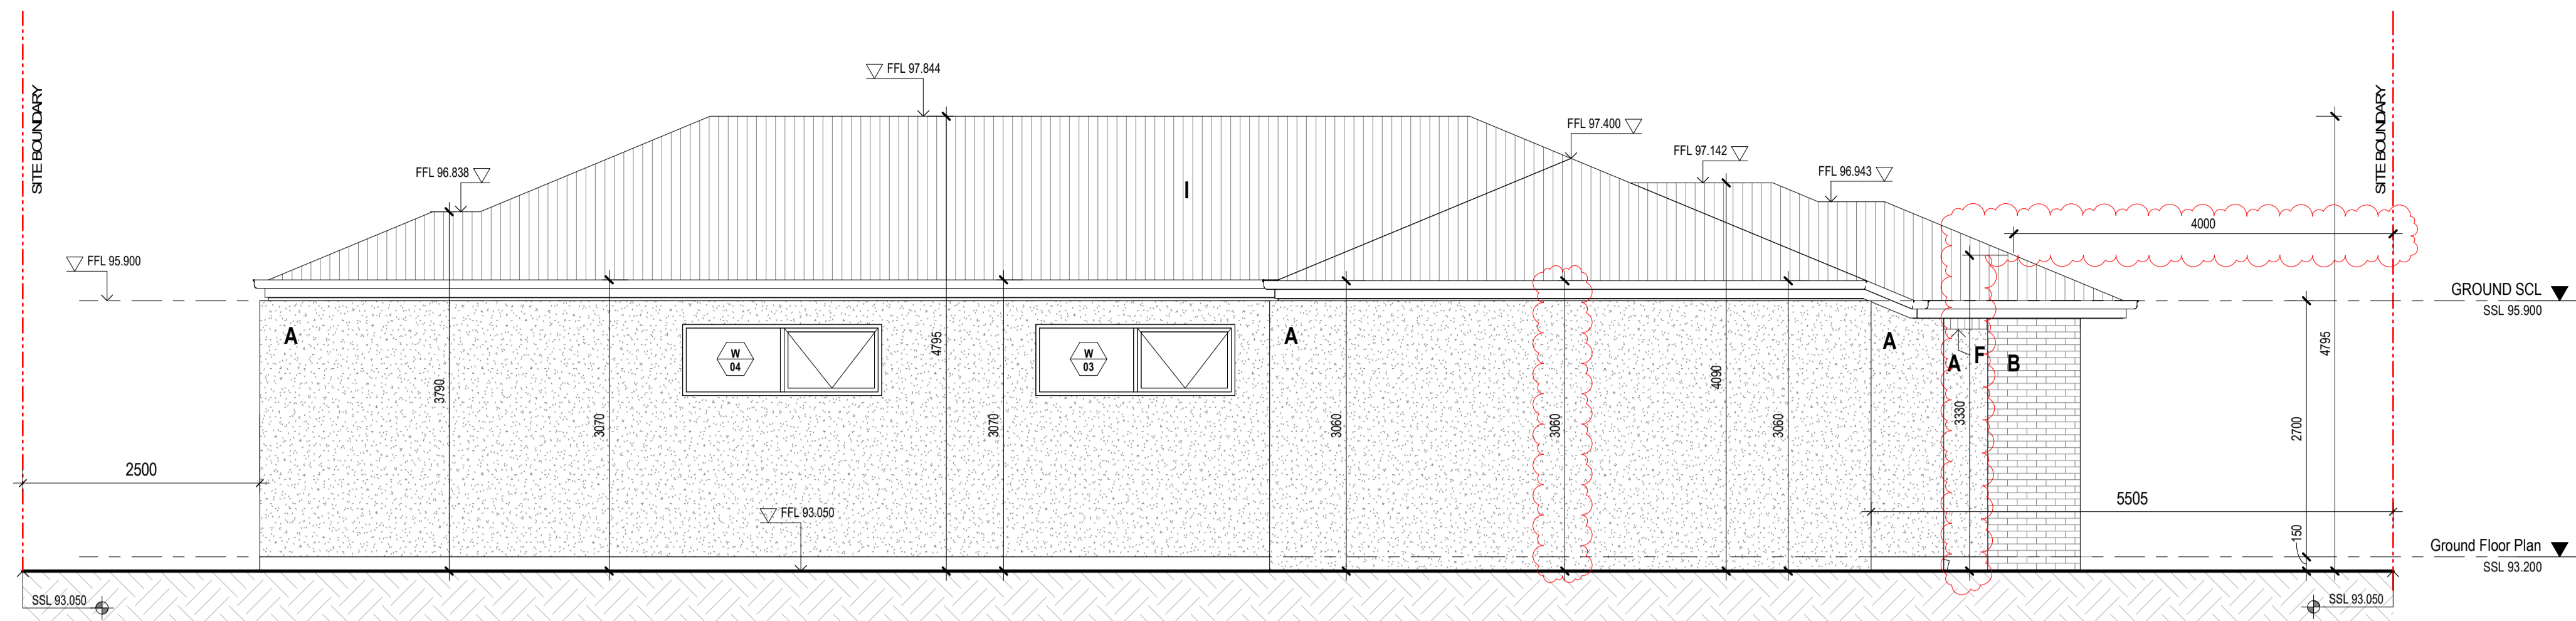 SITE BOUNDARY
SITE BOUNDARY
FFL 97.844
FFL 97.400
FFL 97.142
FFL 96.838
FFL 96.943
I
4000
FFL 95.900
GROUND SCL
SSL 95.900
A
A
A
A
F
B
W
04
W
03
4795
4795
3790
3070
3070
3060
3060
4090
3060
3330
2700
2500
5505
FFL 93.050
150
Ground Floor Plan
SSL 93.200
SSL 93.050
SSL 93.050